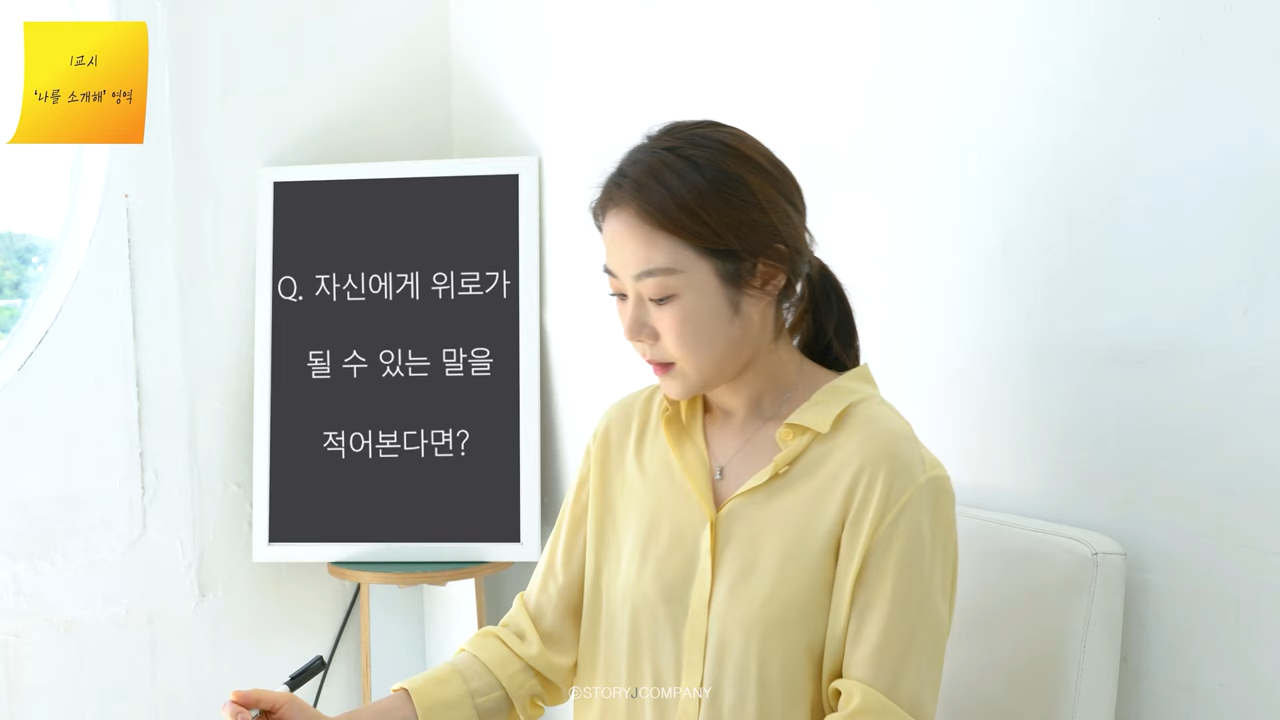 1교시
'나를 소개해' 영역
Q. 자신에게 위로가
될 수 있는 말을
적어본다면?
©STORYJCOMPANY